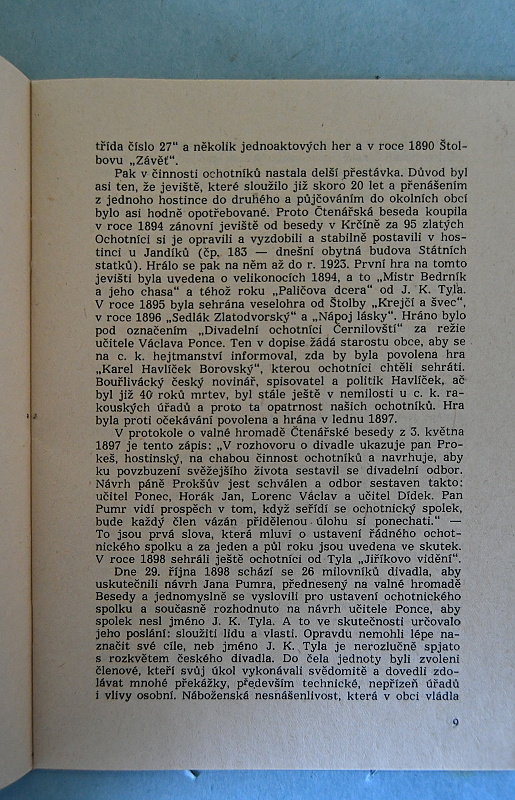 třída číslo 27“ a několik jednoaktových her a v roce 1890 Štol-
bovu „Závěť“.
Pak v činnosti ochotníků nastala delší přestávka. Důvod byl
asi ten, že jeviště, které sloužilo již skoro 20 let a přenášením
z jednoho hostince do druhého a půjčováním do okolních obcí
bylo asi hodně opotřebované. Proto Čtenářská beseda koupila
v roce 1894 zánovní jeviště od besedy v Krčíně za 95 zlatých
Ochotníci si je opravili a vyzdobili a stabilně postavili v hos-
tinci u Jandíků (čp. 183 — dnešní obytná budova Státních
statků). Hrálo se pak na něm až do r. 1923. První hra na tomto
jevišti byla uvedena o velikonocích 1894, a to „Mistr Bedrník
a jeho chasa“ a téhož roku „Paličova dcera“ od J. K. Tyla.
V roce 1895 byla sehrána veselohra od Štolby „Krejčí a švec“,
v roce 1896 „Sedlák Zlatodvorský“ a „Nápoj lásky“. Hráno bylo
pod označením „Divadelní ochotníci Černilovští“ za režie
učitele Václava Ponce. Ten v dopise žádá starostu obce, aby se
na c. k. hejtmanství informoval, zda by byla povolena hra
„Karel Havlíček Borovský“, kterou ochotníci chtěli sehráti.
Bouřlivácký český novinář, spisovatel a politik Havlíček, ač
byl již 40 roků mrtev, byl stále ještě v nemilosti u c. k. ra-
kouských úřadů a proto ta opatrnost našich ochotníků. Hra
byla proti očekávání povolena a hrána v lednu 1897.
V protokole o valné hromadě Čtenářské besedy z 3. května
1897 je tento zápis: „V rozhovoru o divadle ukazuje pan Pro-
keš, hostinský, na chabou činnost ochotníků a navrhuje, aby
ku povzbuzení svěžejšího života sestavil se divadelní odbor.
Návrh páně Prokšův jest schválen a odbor sestaven takto:
učitel Ponec, Horák Jan, Lorenc Václav a učitel Dídek. Pan
Pumr vidí prospěch v tom, když seřídí se ochotnický spolek,
bude každý člen vázán přidělenou úlohu si ponechati.“ —
To jsou prvá slova, která mluví o ustavení řádného ochot-
nického spolku a za jeden a půl roku jsou uvedena ve skutek.
V roce 1898 sehráli ještě ochotníci od Tyla „Jiříkovo vidění“.
Dne 29. října 1898 schází se 26 milovníků divadla, aby
uskutečnili návrh Jana Pumra, přednesený na valné hromadě
Besedy a jednomyslně se vyslovili pro ustavení ochotnického
spolku a současně rozhodnuto na návrh učitele Ponce, aby
spolek nesl jméno J. K. Tyla. A to ve skutečnosti určovalo
jeho poslání: sloužiti lidu a vlasti. Opravdu nemohli lépe na-
značit své cíle, neb jméno J. K. Tyla je nerozlučně spjato
s rozkvětem českého divadla. Do čela jednoty byli zvolení
členové, kteří svůj úkol vykonávali svědomitě a dovedli zdo-
lávat mnohé překážky, především technické, nepřízeň úřadů
i vlivy osobní. Náboženská nesnášenlivost, která v obci vládla
9